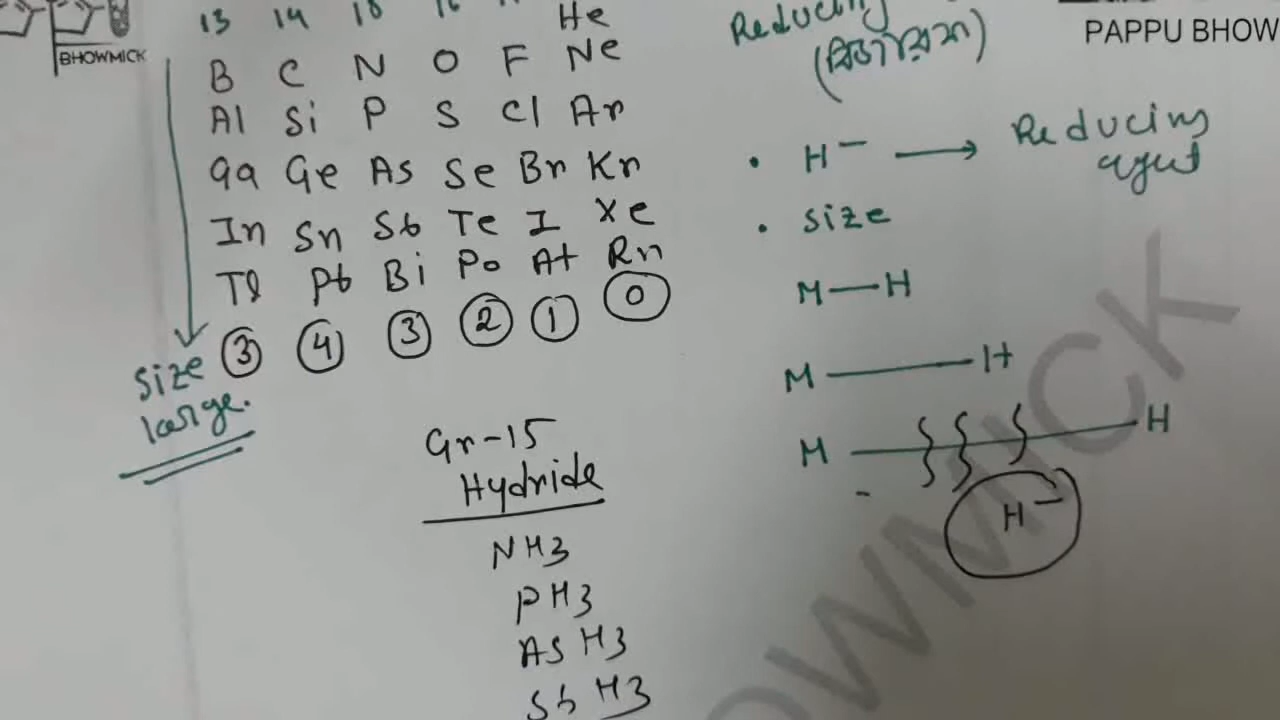 13 14 15 16
He
B C N O F Ne
Al Si P S Cl Ar
Ga Ge As Se Br Kr
In Sn Sb Te I Xe
Tl Pb Bi Po At Rn
3 4 3 2 1 0
Size
large.
Gr-15
Hydride
NH3
PH3
AsH3
SbH3
BHOWMICK
PAPPU BHOW
Reducing
(বিজারণ)
• H⁻ → Reducing
agent
• Size
M—H
M—H
M—H
H⁻
OWMICK